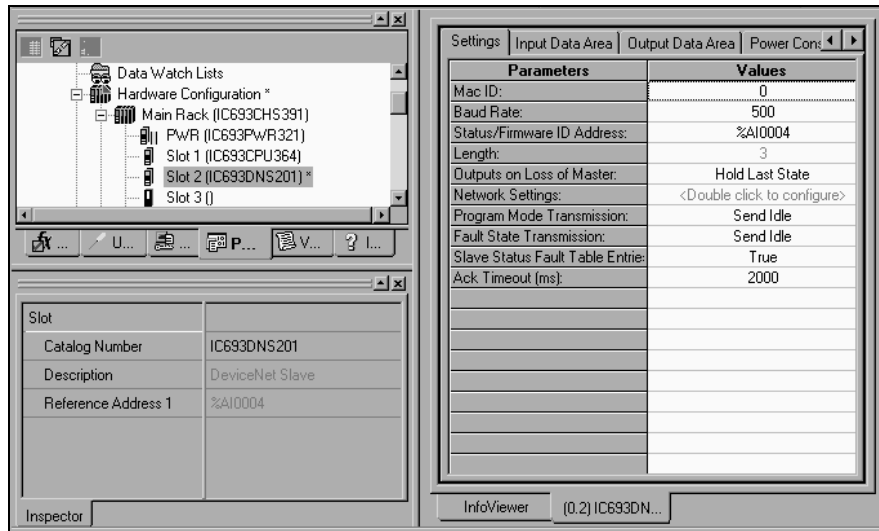 Data Watch Lists
Hardware Configuration *
Main Rack (IC693CHS391)
PWR (IC693PWR321)
Slot 1 (IC693CPU364)
Slot 2 (IC693DNS201) *
Slot 3 ()
fx ... U... ... P... V... I...
Slot
Catalog Number IC693DNS201
Description DeviceNet Slave
Reference Address 1 %AI0004
Inspector
Settings Input Data Area Output Data Area Power Cons
Parameters Values
Mac ID: 0
Baud Rate: 500
Status/Firmware ID Address: %AI0004
Length: 3
Outputs on Loss of Master: Hold Last State
Network Settings: <Double click to configure>
Program Mode Transmission: Send Idle
Fault State Transmission: Send Idle
Slave Status Fault Table Entrie: True
Ack Timeout (ms): 2000
InfoViewer (0.2) IC693DN...